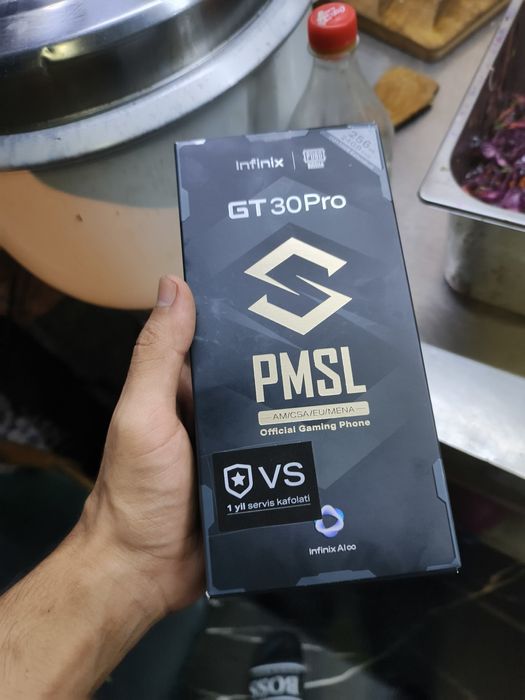 Infinix
PUBG
GT 30 Pro
PMSL
AM/CSA/EU/MENA
Official Gaming Phone
VS
1 yil servis kafolati
Infinix AI∞
BOSS